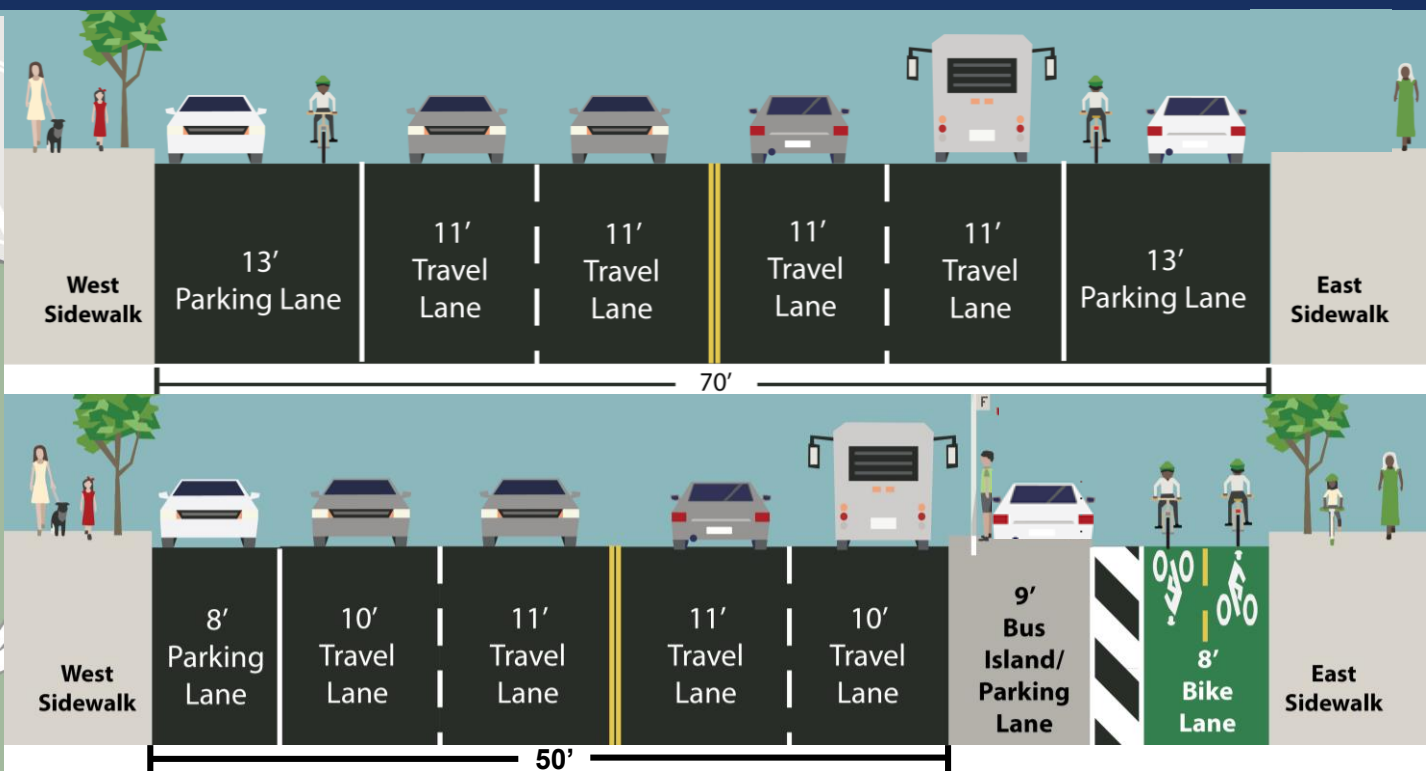 West
Sidewalk
13′
Parking Lane
11′
Travel
Lane
11′
Travel
Lane
11′
Travel
Lane
11′
Travel
Lane
13′
Parking Lane
East
Sidewalk
70′
F
West
Sidewalk
8′
Parking
Lane
10′
Travel
Lane
11′
Travel
Lane
11′
Travel
Lane
10′
Travel
Lane
9′
Bus
Island/
Parking
Lane
8′
Bike
Lane
East
Sidewalk
50′